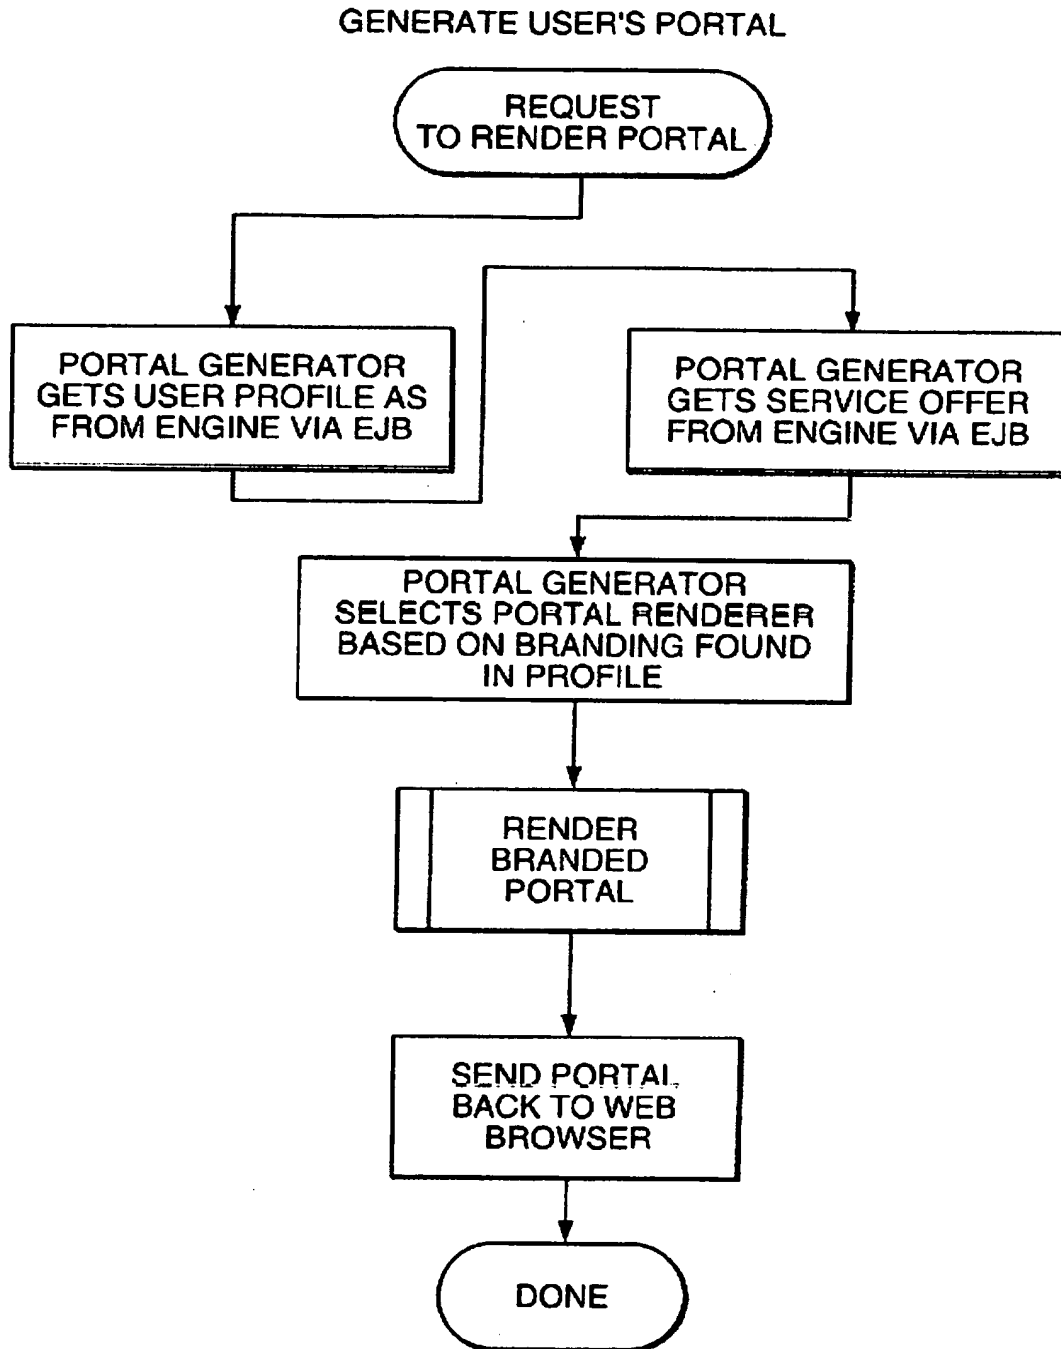 GENERATE USER'S PORTAL
REQUEST
TO RENDER PORTAL
PORTAL GENERATOR
GETS USER PROFILE AS
FROM ENGINE VIA EJB
PORTAL GENERATOR
GETS SERVICE OFFER
FROM ENGINE VIA EJB
PORTAL GENERATOR
SELECTS PORTAL RENDERER
BASED ON BRANDING FOUND
IN PROFILE
RENDER
BRANDED
PORTAL
SEND PORTAL
BACK TO WEB
BROWSER
DONE